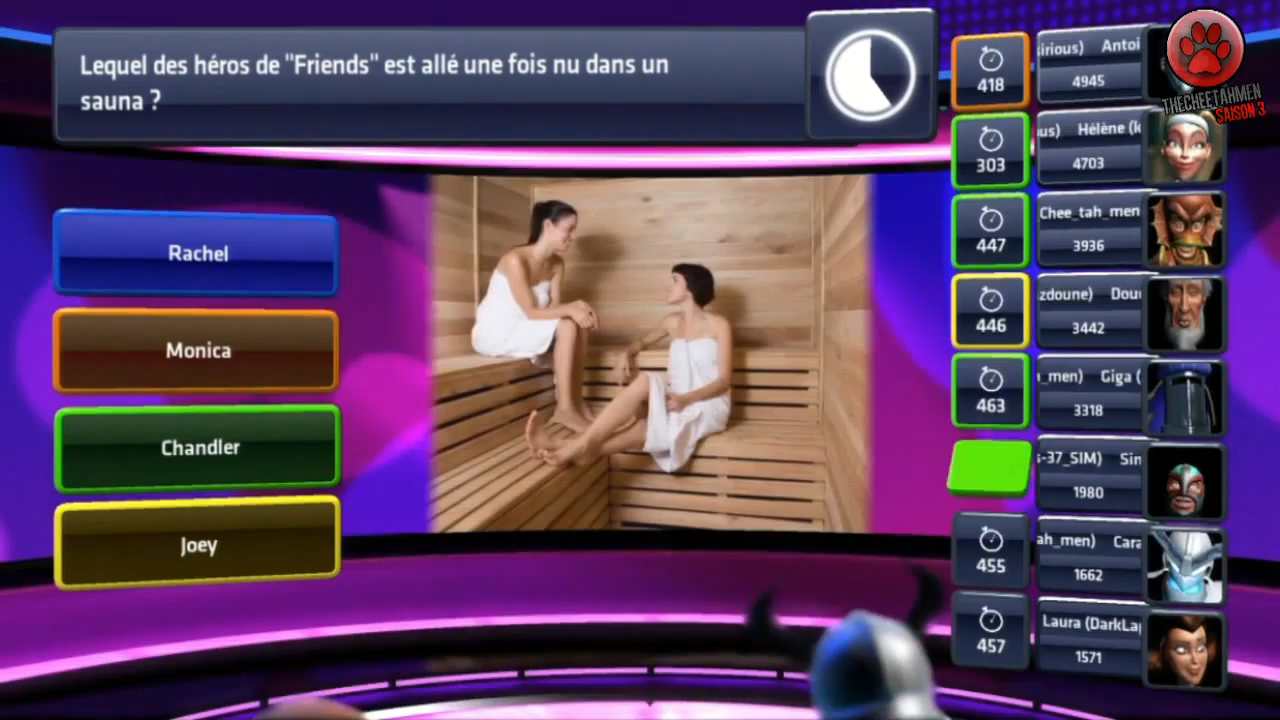 Lequel des héros de "Friends" est allé une fois nu dans un
sauna ?
Rachel
Monica
Chandler
Joey
418
irious) Antoi
4945
303
us) Hélène (k
4703
447
Chee_tah_men
3936
446
zdoune) Dou
3442
463
_men) Giga (
3318
s-37_SIM) Sin
1980
455
ah_men) Cara
1662
457
Laura (DarkLa
1571
THECHEETAHMEN
SAISON 3